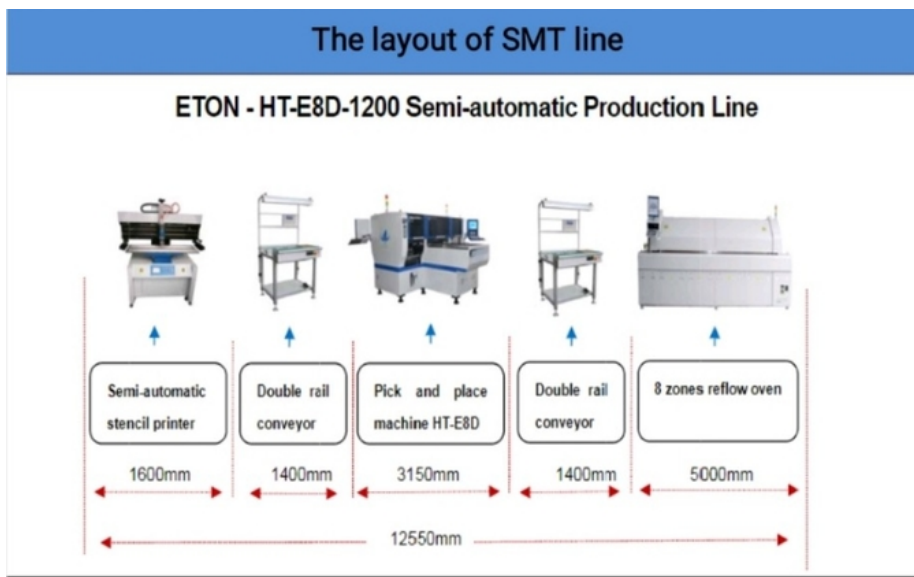 The layout of SMT line
ETON - HT-E8D-1200 Semi-automatic Production Line
Semi-automatic
stencil printer
Double rail
conveyor
Pick and place
machine HT-E8D
Double rail
conveyor
8 zones reflow oven
1600mm
1400mm
3150mm
1400mm
5000mm
12550mm